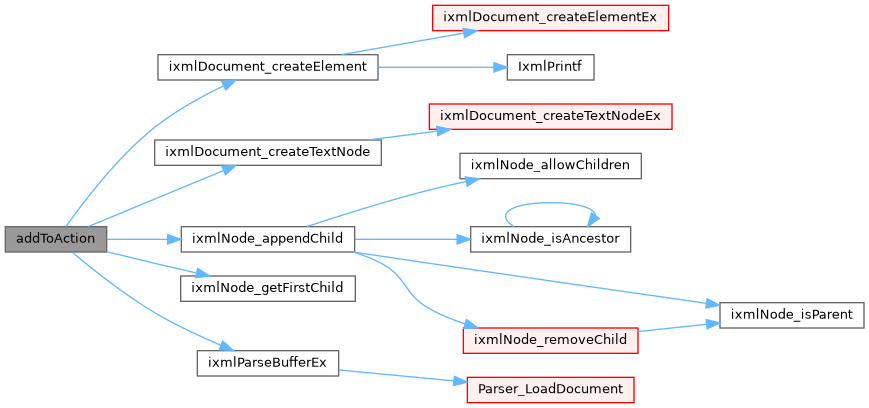 ixmlDocument_createElementEx
ixmlDocument_createElement
IxmlPrintf
ixmlDocument_createTextNodeEx
ixmlDocument_createTextNode
ixmlNode_allowChildren
addToAction
ixmlNode_appendChild
ixmlNode_isAncestor
ixmlNode_getFirstChild
ixmlNode_isParent
ixmlNode_removeChild
ixmlParseBufferEx
Parser_LoadDocument